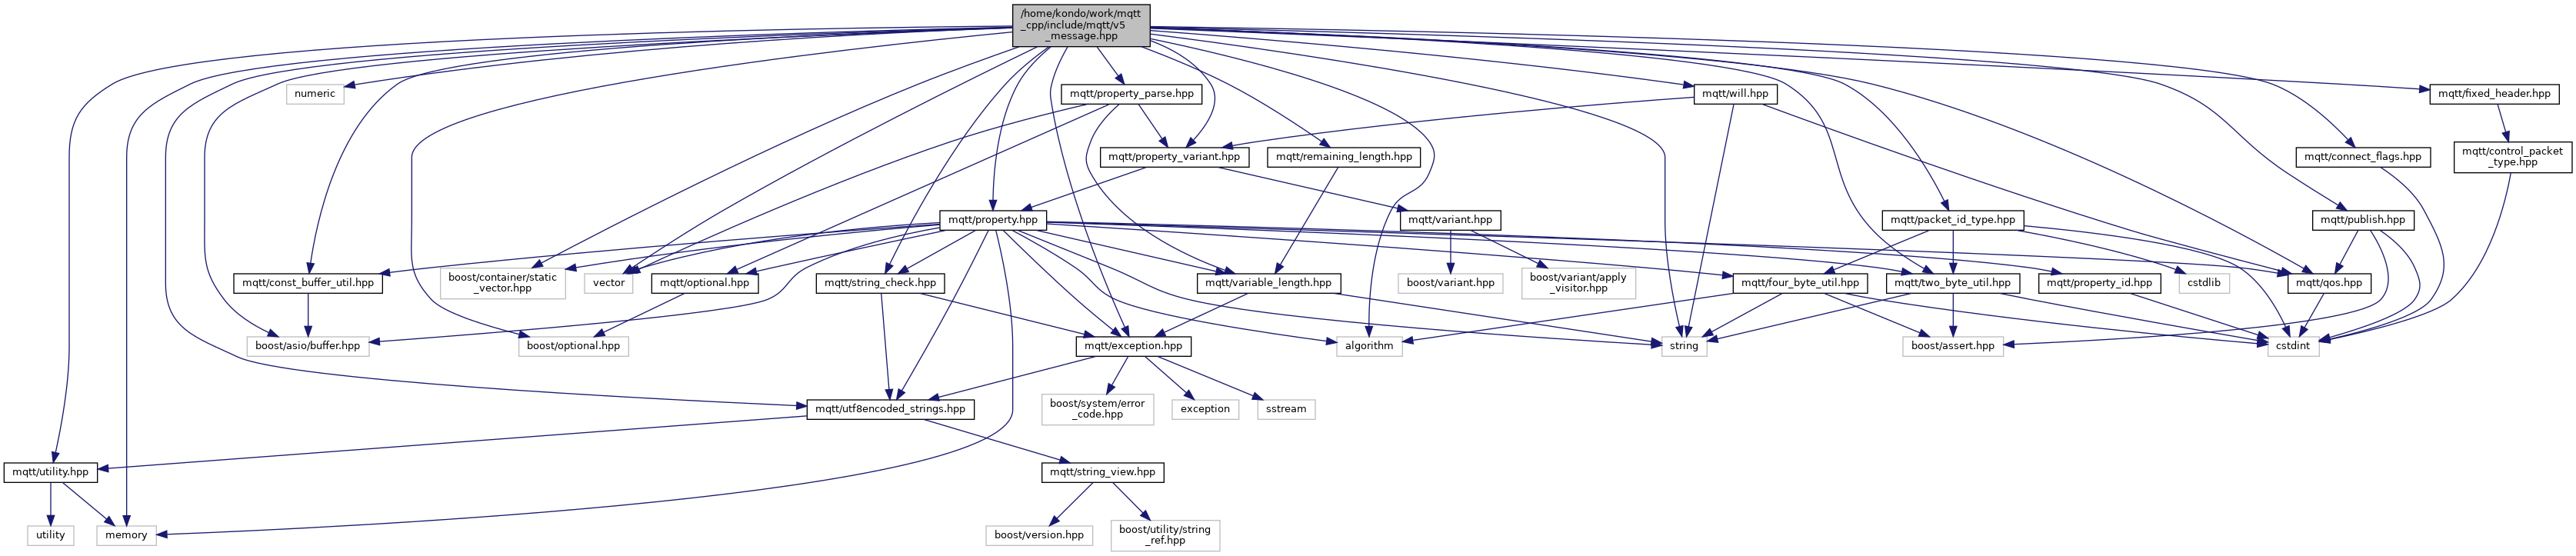 /home/kondo/work/mqtt
_cpp/include/mqtt/v5
_message.hpp
numeric
mqtt/property_parse.hpp
mqtt/will.hpp
mqtt/fixed_header.hpp
mqtt/property_variant.hpp
mqtt/remaining_length.hpp
mqtt/connect_flags.hpp
mqtt/control_packet
_type.hpp
mqtt/property.hpp
mqtt/variant.hpp
mqtt/packet_id_type.hpp
mqtt/publish.hpp
mqtt/const_buffer_util.hpp
boost/container/static
_vector.hpp
vector
mqtt/optional.hpp
mqtt/string_check.hpp
mqtt/variable_length.hpp
boost/variant.hpp
boost/variant/apply
_visitor.hpp
mqtt/four_byte_util.hpp
mqtt/two_byte_util.hpp
mqtt/property_id.hpp
cstdlib
mqtt/qos.hpp
boost/asio/buffer.hpp
boost/optional.hpp
mqtt/exception.hpp
algorithm
string
boost/assert.hpp
cstdint
mqtt/utf8encoded_strings.hpp
boost/system/error
_code.hpp
exception
sstream
mqtt/utility.hpp
mqtt/string_view.hpp
utility
memory
boost/version.hpp
boost/utility/string
_ref.hpp